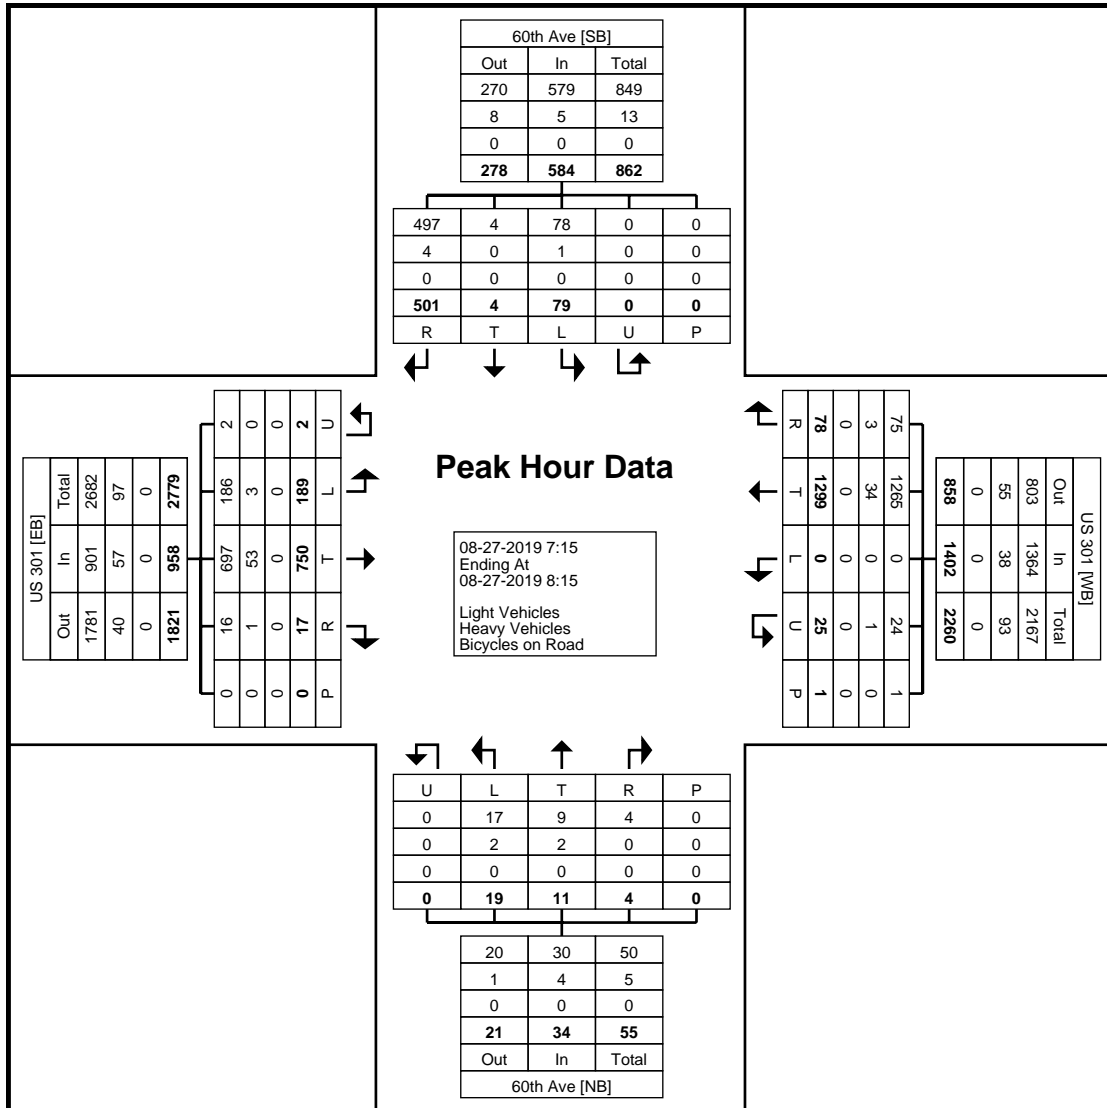 60th Ave [SB]
Out In Total
270 579 849
8 5 13
0 0 0
278 584 862
497 4 78 0 0
4 0 1 0 0
0 0 0 0 0
501 4 79 0 0
R T L U P
US 301 [EB]
Total In Out
2682 901 1781
97 57 40
0 0 0
2779 958 1821
2 186 697 16 0
0 3 53 1 0
0 0 0 0 0
2 189 750 17 0
U L T R P
Peak Hour Data
08-27-2019 7:15
Ending At
08-27-2019 8:15
Light Vehicles
Heavy Vehicles
Bicycles on Road
R T L U P
78 1299 0 25 1
0 0 0 0 0
3 34 0 1 0
75 1265 0 24 1
US 301 [WB]
Out In Total
803 1364 2167
55 38 93
0 0 0
858 1402 2260
U L T R P
0 17 9 4 0
0 2 2 0 0
0 0 0 0 0
0 19 11 4 0
20 30 50
1 4 5
0 0 0
21 34 55
Out In Total
60th Ave [NB]